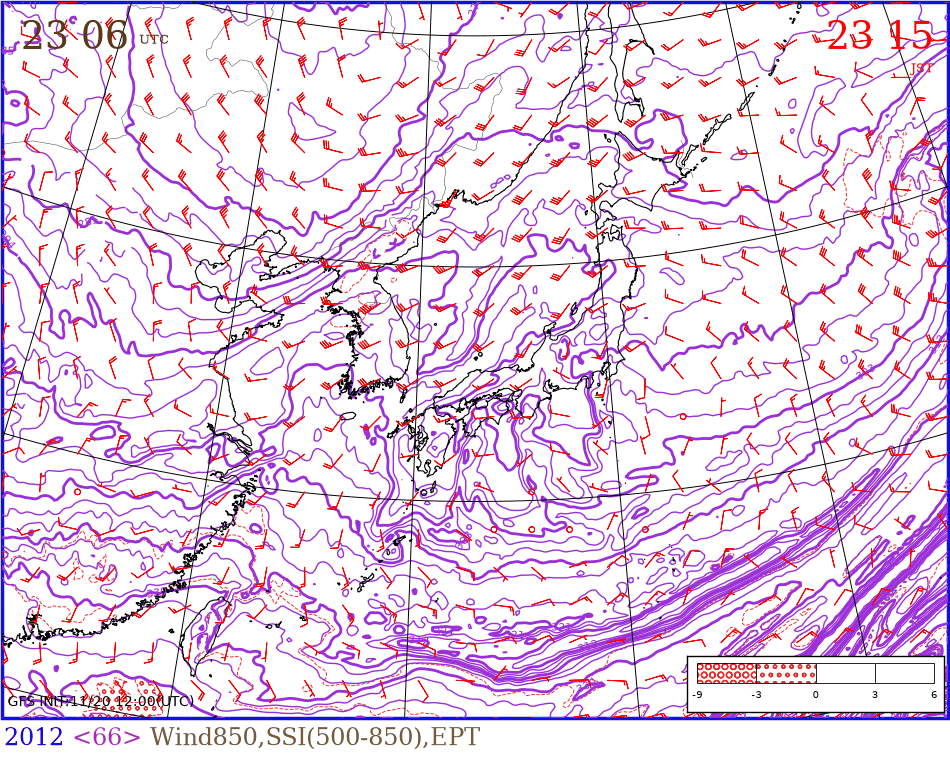 23 06 UTC
23 15
JST
-9 -3 0 3 6
GFS INIT:11/20 12:00(UTC)
2012 <66> Wind850,SSI(500-850),EPT